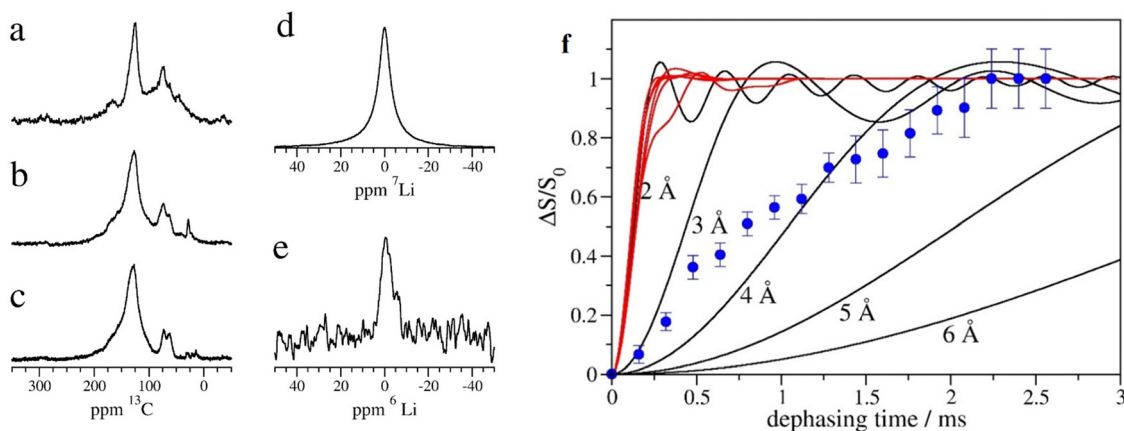 a
b
c
300 200 100 0
ppm ¹³C
d
40 20 0 -20 -40
ppm ⁷Li
e
40 20 0 -20 -40
ppm ⁶ Li
f
ΔS/S₀
1
0.8
0.6
0.4
0.2
0
2 Å
3 Å
4 Å
5 Å
6 Å
0 0.5 1 1.5 2 2.5 3
dephasing time / ms